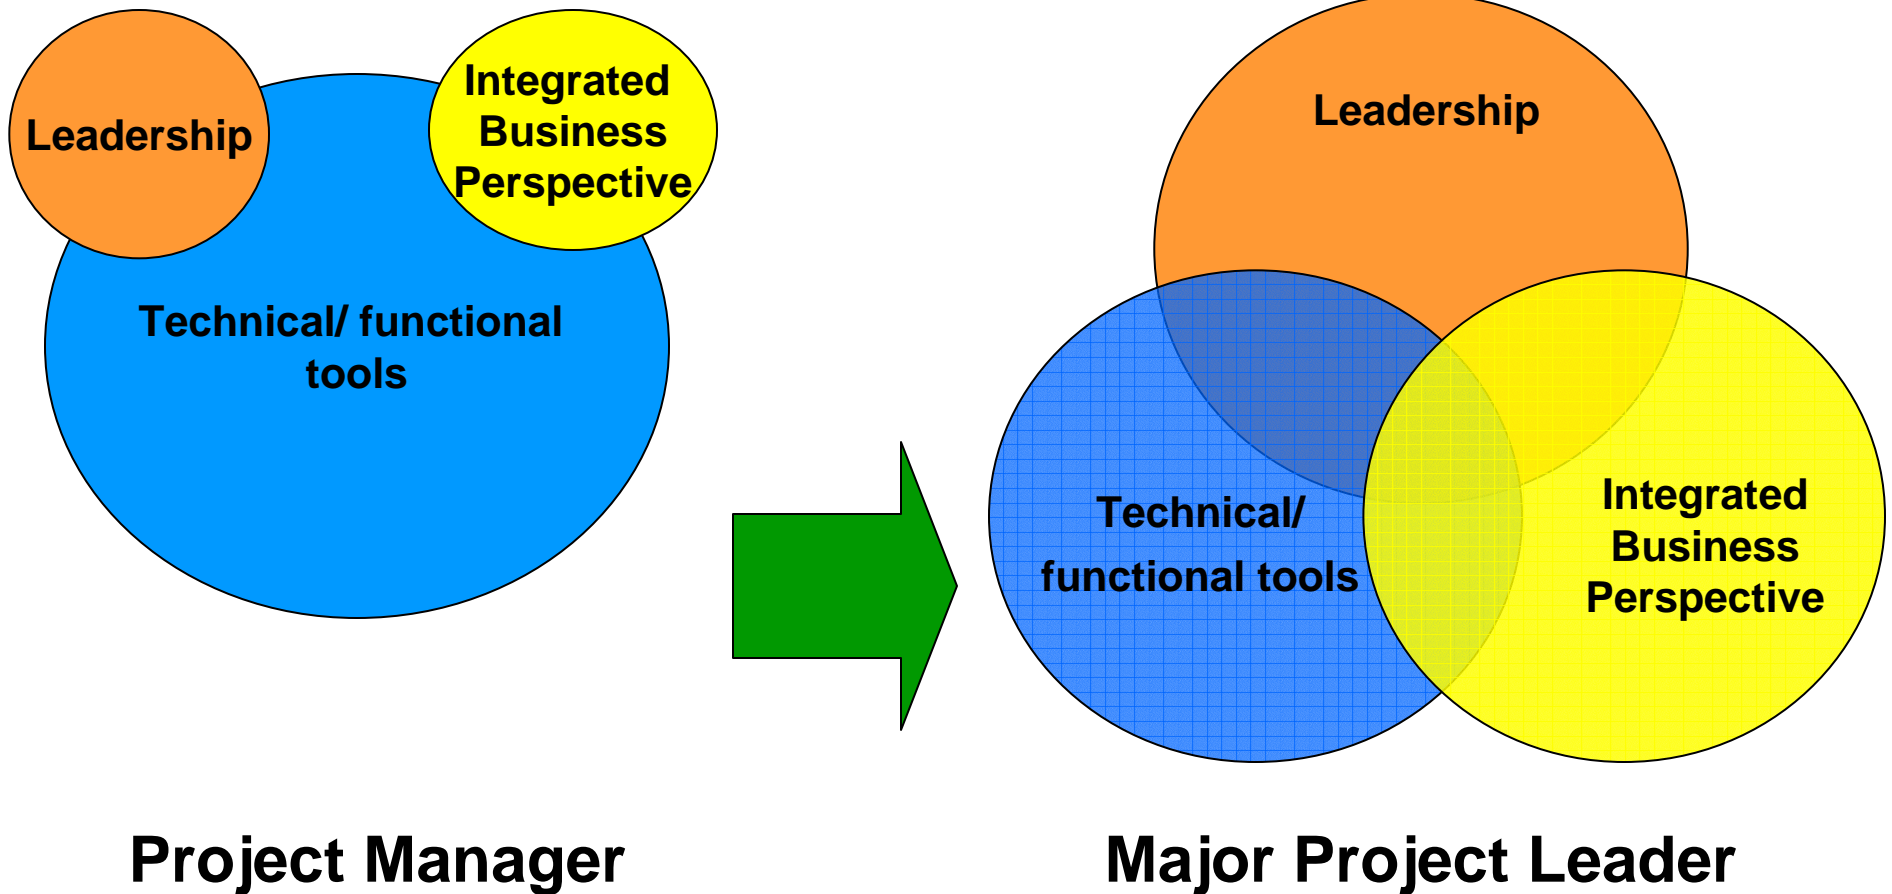 Leadership
Integrated
Business
Perspective
Technical/ functional
tools
Project Manager
Leadership
Technical/
functional tools
Integrated
Business
Perspective
Major Project Leader